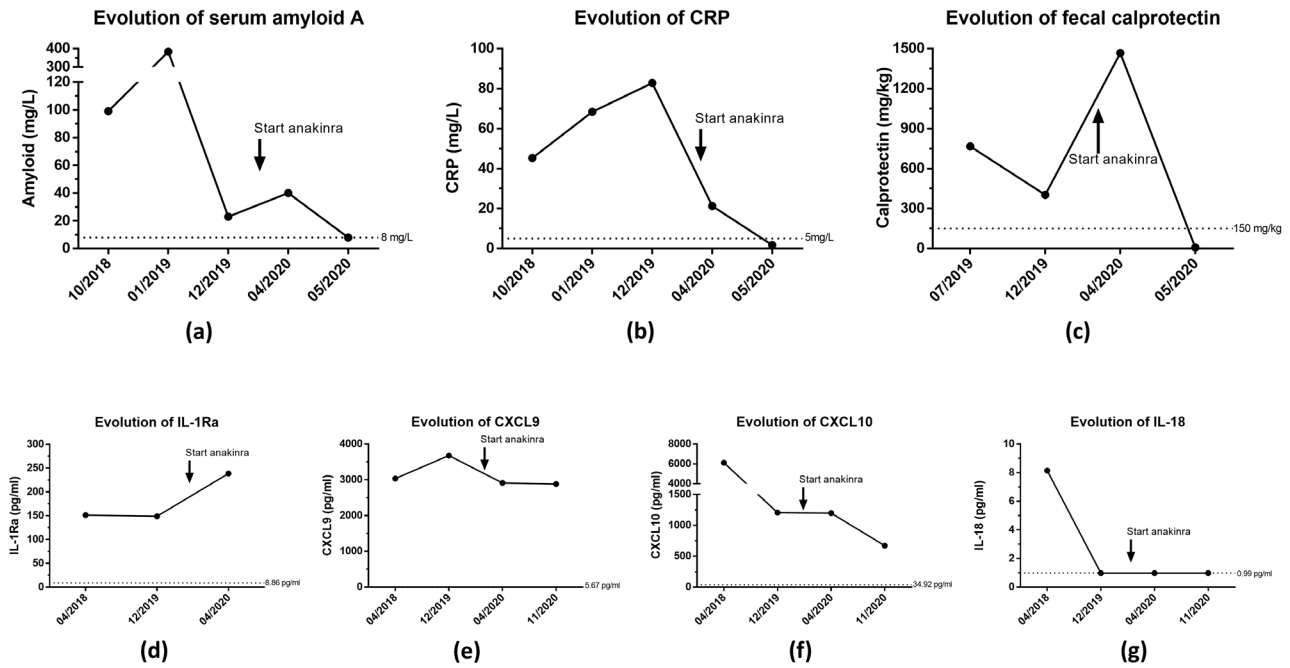 Evolution of serum amyloid A
Amyloid (mg/L)
400
300
200
120
100
80
60
40
20
0
Start anakinra
8 mg/L
10/2018
01/2019
12/2019
04/2020
05/2020
(a)
Evolution of CRP
CRP (mg/L)
100
80
60
40
20
0
Start anakinra
5mg/L
10/2018
01/2019
12/2019
04/2020
05/2020
(b)
Evolution of fecal calprotectin
Calprotectin (mg/kg)
1500
1200
900
600
300
0
Start anakinra
150 mg/kg
07/2019
12/2019
04/2020
05/2020
(c)
Evolution of IL-1Ra
IL-1Ra (pg/ml)
300
250
200
150
100
50
0
Start anakinra
8.86 pg/ml
04/2018
12/2019
04/2020
(d)
Evolution of CXCL9
CXCL9 (pg/ml)
4000
3000
2000
1000
0
Start anakinra
5.67 pg/ml
04/2018
12/2019
04/2020
11/2020
(e)
Evolution of CXCL10
CXCL10 (pg/ml)
8000
6000
4000
1500
1000
500
0
Start anakinra
34.92 pg/ml
04/2018
12/2019
04/2020
11/2020
(f)
Evolution of IL-18
IL-18 (pg/ml)
10
8
6
4
2
0
Start anakinra
0.99 pg/ml
04/2018
12/2019
04/2020
11/2020
(g)